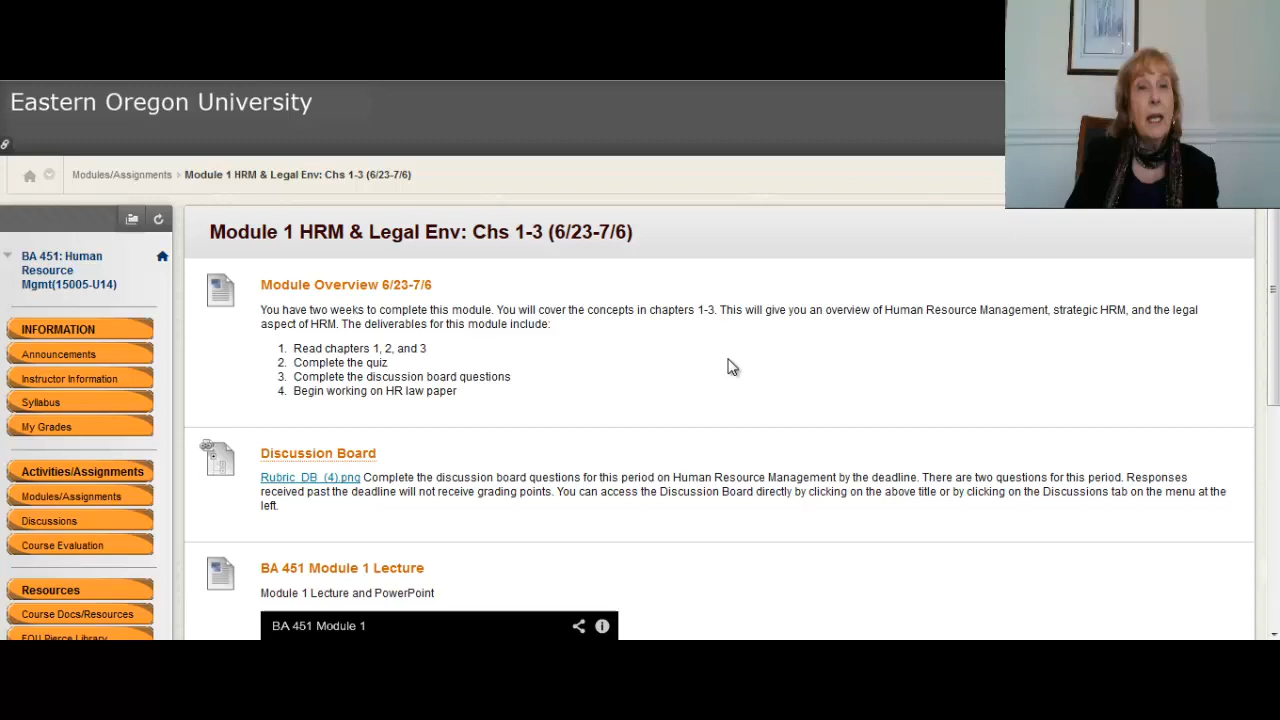 Eastern Oregon University
Modules/Assignments › Module 1 HRM & Legal Env: Chs 1-3 (6/23-7/6)
BA 451: Human
Resource
Mgmt(15005-U14)
INFORMATION
Announcements
Instructor Information
Syllabus
My Grades
Activities/Assignments
Modules/Assignments
Discussions
Course Evaluation
Resources
Course Docs/Resources
EOU Pierce Library
Module 1 HRM & Legal Env: Chs 1-3 (6/23-7/6)
Module Overview 6/23-7/6
You have two weeks to complete this module. You will cover the concepts in chapters 1-3. This will give you an overview of Human Resource Management, strategic HRM, and the legal
aspect of HRM. The deliverables for this module include:
1. Read chapters 1, 2, and 3
2. Complete the quiz
3. Complete the discussion board questions
4. Begin working on HR law paper
Discussion Board
Rubric_DB_(4).png Complete the discussion board questions for this period on Human Resource Management by the deadline. There are two questions for this period. Responses
received past the deadline will not receive grading points. You can access the Discussion Board directly by clicking on the above title or by clicking on the Discussions tab on the menu at the
left.
BA 451 Module 1 Lecture
Module 1 Lecture and PowerPoint
BA 451 Module 1